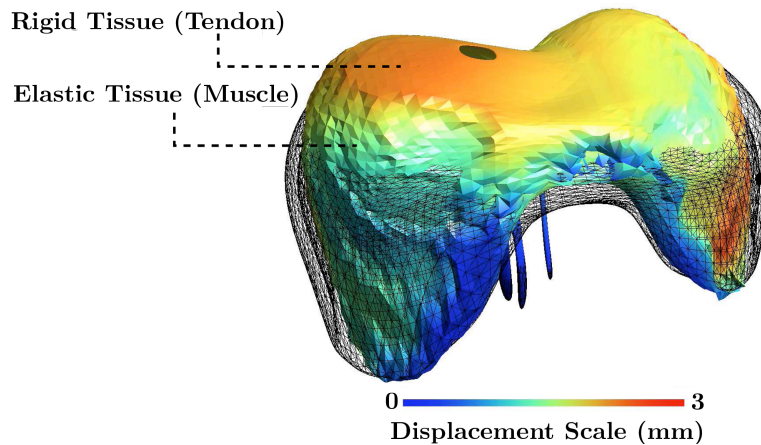 Rigid Tissue (Tendon)
Elastic Tissue (Muscle)
0 3
Displacement Scale (mm)